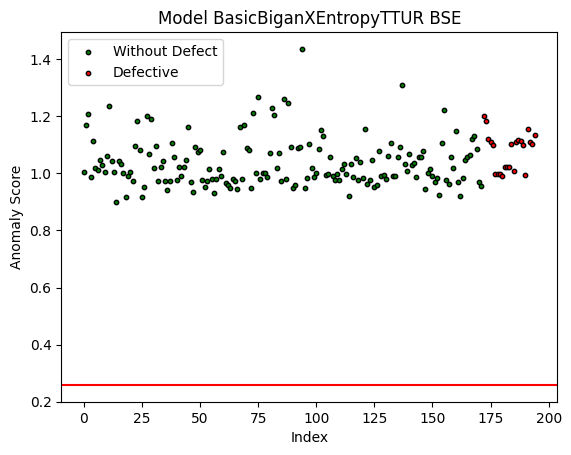 Model BasicBiganXEntropyTTUR BSE
Without Defect
Defective
Anomaly Score
1.4
1.2
1.0
0.8
0.6
0.4
0.2
0 25 50 75 100 125 150 175 200
Index